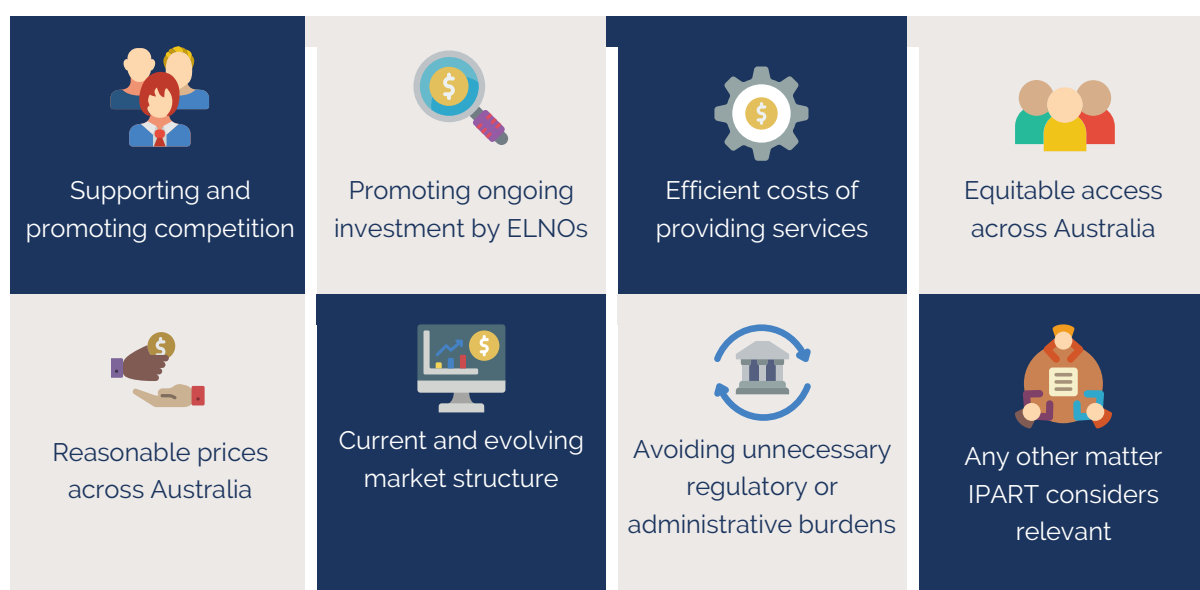 Supporting and
promoting competition
Promoting ongoing
investment by ELNOs
Efficient costs of
providing services
Equitable access
across Australia
Reasonable prices
across Australia
Current and evolving
market structure
Avoiding unnecessary
regulatory or
administrative burdens
Any other matter
IPART considers
relevant